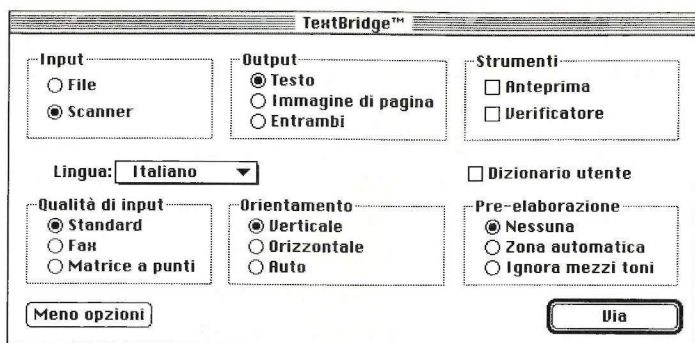 TextBridge™
Input
File
Scanner
Output
Testo
Immagine di pagina
Entrambi
Strumenti
Anteprima
Verificatore
Lingua: Italiano
Dizionario utente
Qualità di input
Standard
Fax
Matrice a punti
Orientamento
Verticale
Orizzontale
Auto
Pre-elaborazione
Nessuna
Zona automatica
Ignora mezzi toni
Meno opzioni
Via